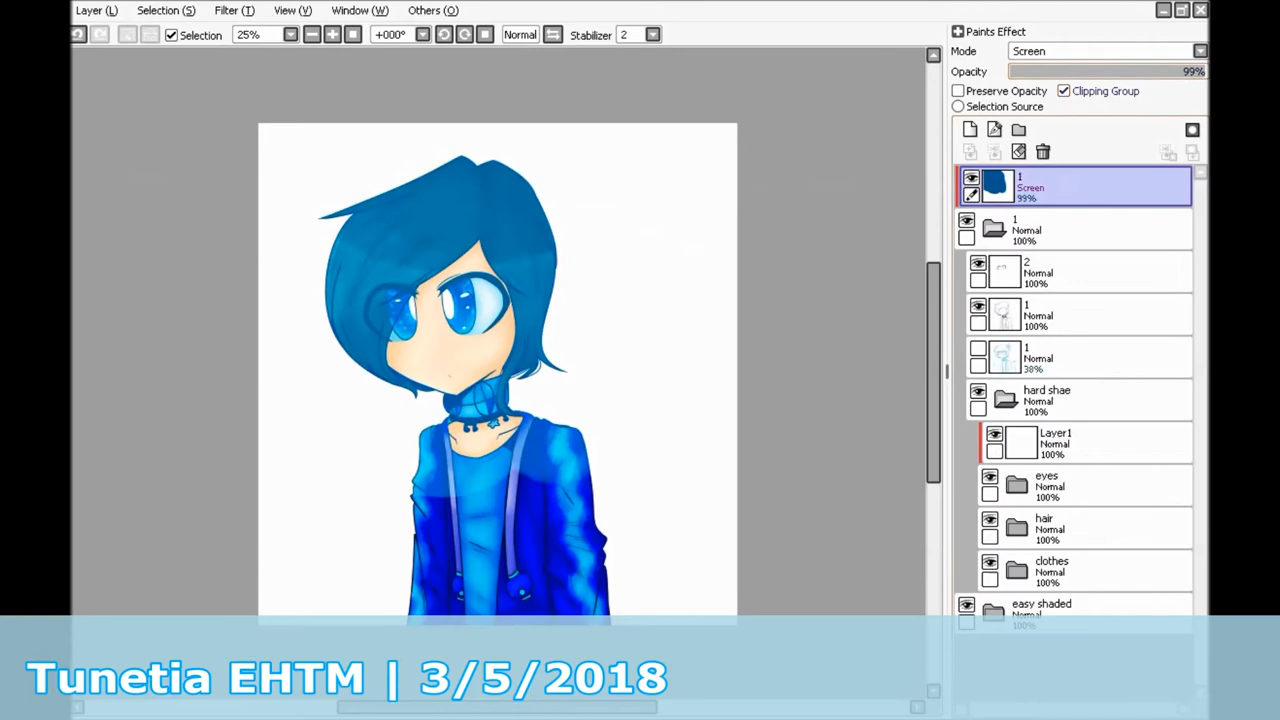 Layer (L) Selection (S) Filter (T) View (V) Window (W) Others (O)
Selection 25% +000° Normal Stabilizer 2
Paints Effect
Mode Screen
Opacity 99%
Preserve Opacity Clipping Group
Selection Source
1
Screen
99%
1
Normal
100%
2
Normal
100%
1
Normal
100%
1
Normal
38%
hard shae
Normal
100%
Layer1
Normal
100%
eyes
Normal
100%
hair
Normal
100%
clothes
Normal
100%
easy shaded
Normal
100%
Tunetia EHTM | 3/5/2018